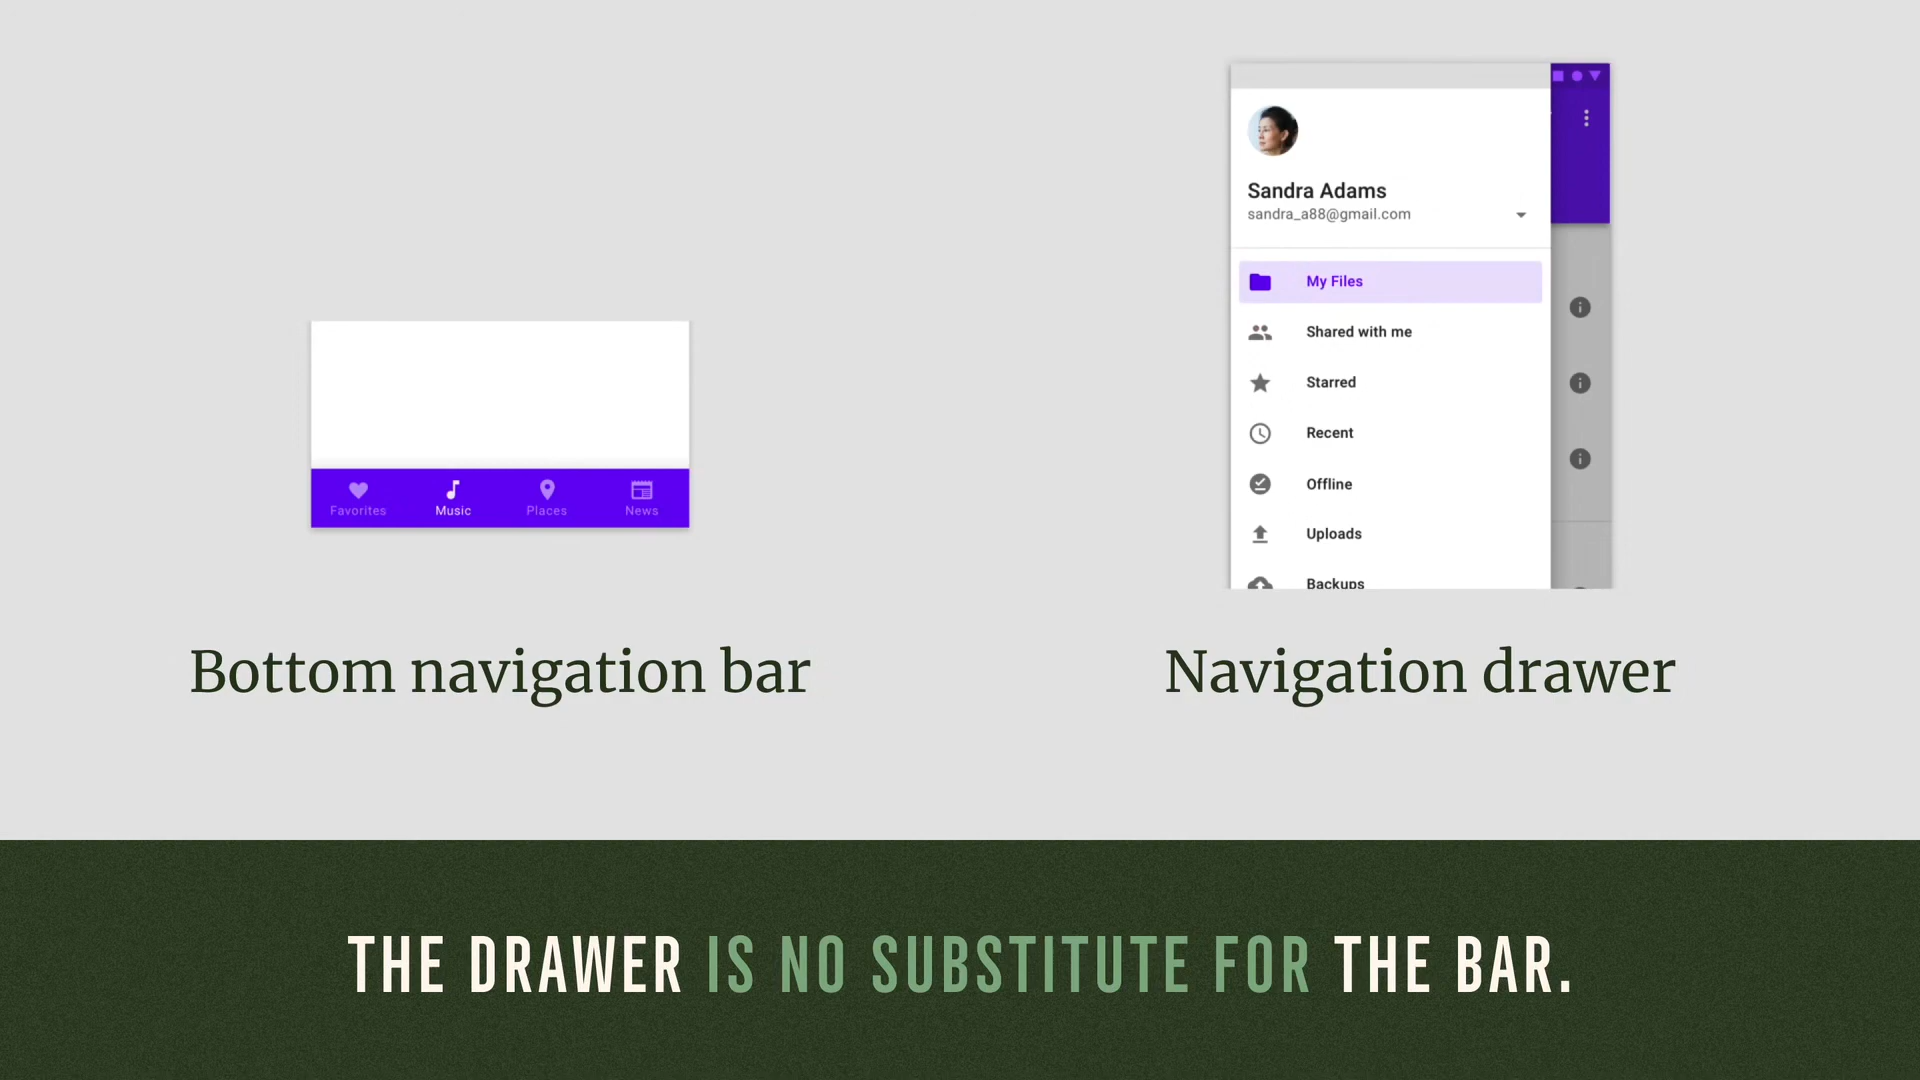 Favorites Music Places News
Bottom navigation bar
Sandra Adams
sandra_a88@gmail.com
My Files
Shared with me
Starred
Recent
Offline
Uploads
Backups
Navigation drawer
THE DRAWER IS NO SUBSTITUTE FOR THE BAR.